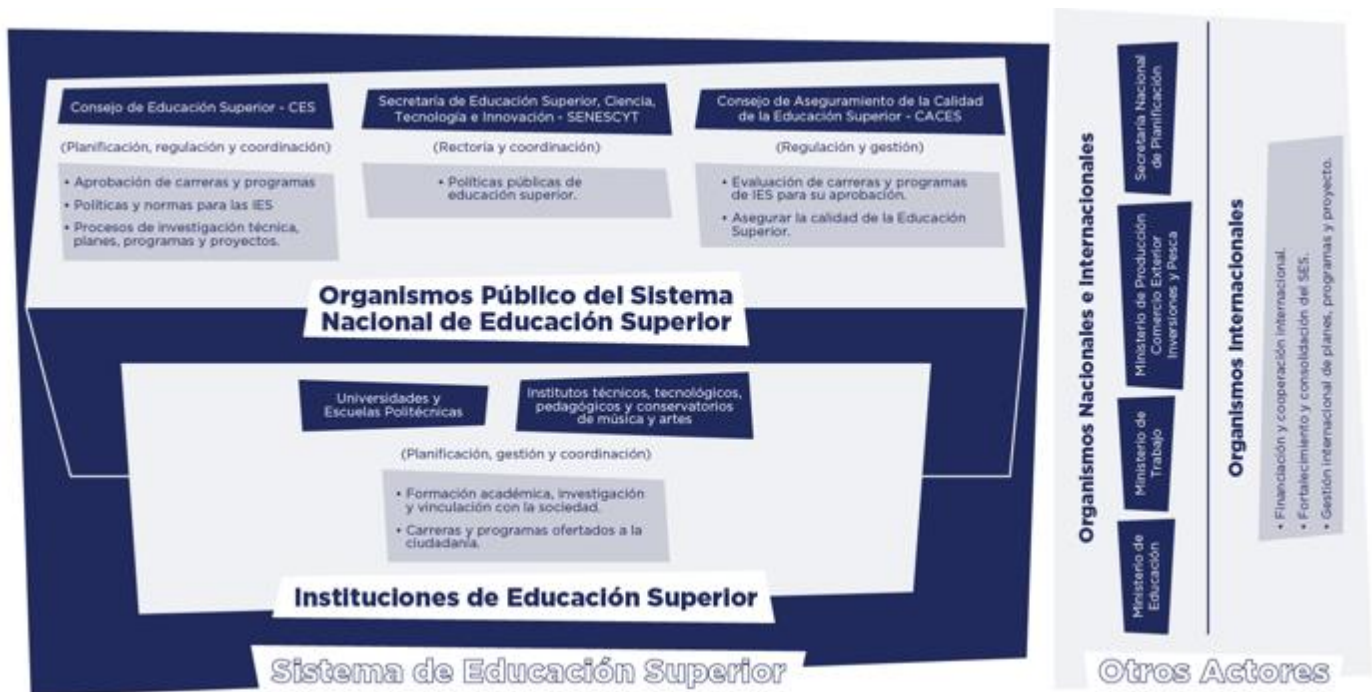 Consejo de Educación Superior - CES
(Planificación, regulación y coordinación)
• Aprobación de carreras y programas
• Políticas y normas para las IES
• Procesos de investigación técnica,
planes, programas y proyectos.
Secretaría de Educación Superior, Ciencia,
Tecnología e Innovación - SENESCYT
(Rectoría y coordinación)
• Políticas públicas de
educación superior.
Consejo de Aseguramiento de la Calidad
de la Educación Superior - CACES
(Regulación y gestión)
• Evaluación de carreras y programas
de IES para su aprobación.
• Asegurar la calidad de la Educación
Superior.
Organismos Público del Sistema
Nacional de Educación Superior
Universidades y
Escuelas Politécnicas
Institutos técnicos, tecnológicos,
pedagógicos y conservatorios
de música y artes
(Planificación, gestión y coordinación)
• Formación académica, investigación
y vinculación con la sociedad.
• Carreras y programas ofertados a la
ciudadanía.
Instituciones de Educación Superior
Sistema de Educación Superior
Organismos Nacionales e Internacionales
Secretaría Nacional
de Planificación
Ministerio de Producción
Comercio Exterior
Inversiones y Pesca
Ministerio de
Trabajo
Ministerio de
Educación
Organismos Internacionales
• Financiación y cooperación internacional.
• Fortalecimiento y consolidación del SES.
• Gestión internacional de planes, programas y proyecto.
Otros Actores